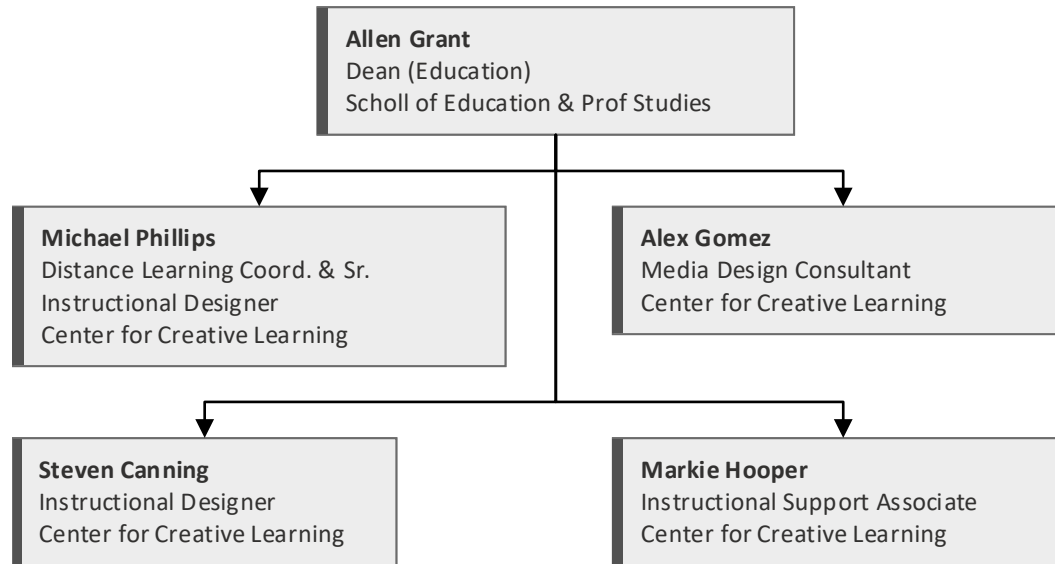 Allen Grant
Dean (Education)
Scholl of Education & Prof Studies
Michael Phillips
Distance Learning Coord. & Sr.
Instructional Designer
Center for Creative Learning
Alex Gomez
Media Design Consultant
Center for Creative Learning
Steven Canning
Instructional Designer
Center for Creative Learning
Markie Hooper
Instructional Support Associate
Center for Creative Learning